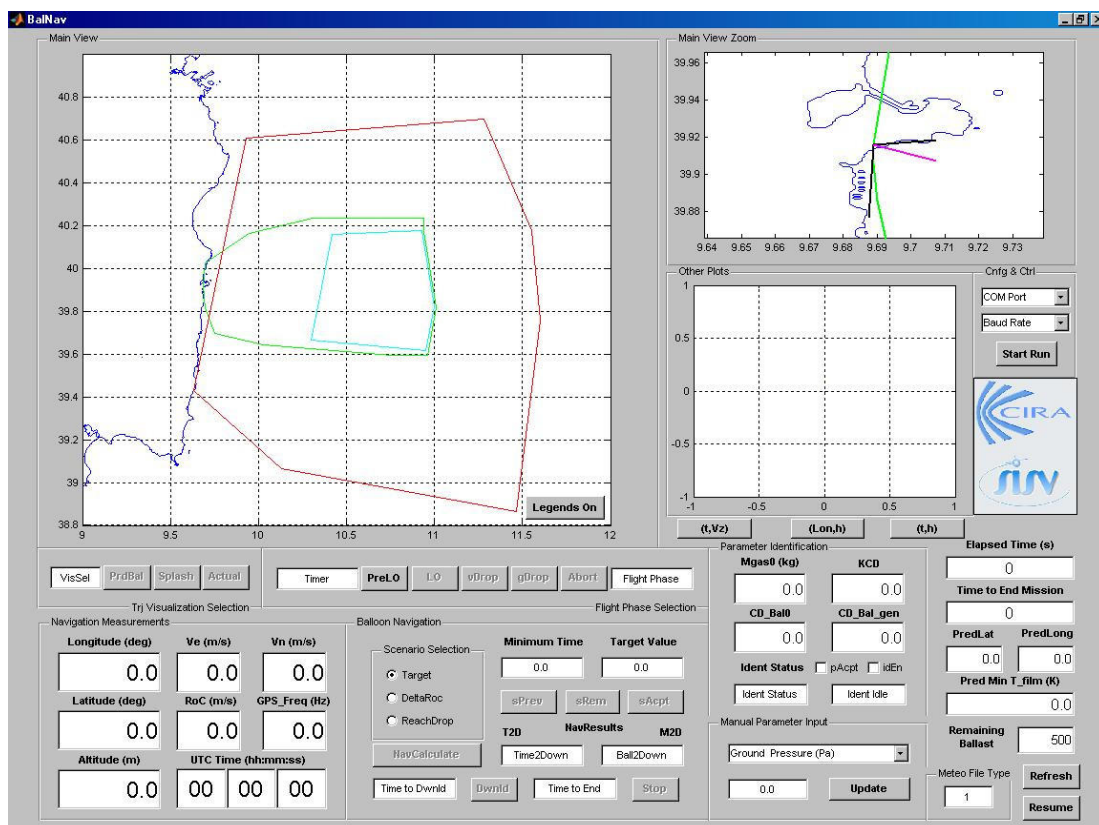 BalNav
Main View
40.8
40.6
40.4
40.2
40
39.8
39.6
39.4
39.2
39
38.8
9
9.5
10
10.5
11
11.5
12
Legends On
Main View Zoom
39.96
39.94
39.92
39.9
39.88
9.64
9.65
9.66
9.67
9.68
9.69
9.7
9.71
9.72
9.73
Other Plots
1
0.5
0
-0.5
-1
-1
-0.5
0
0.5
1
(t,Vz)
(Lon,h)
(t,h)
Cnfg & Ctrl
COM Port
Baud Rate
Start Run
CIRA
SISV
VisSel
PrdBal
Splash
Actual
Trj Visualization Selection
Timer
PreLO
LO
vDrop
gDrop
Abort
Flight Phase
Flight Phase Selection
Navigation Measurements
Longitude (deg)
Ve (m/s)
Vn (m/s)
0.0
0.0
0.0
Latitude (deg)
RoC (m/s)
GPS_Freq (Hz)
0.0
0.0
0.0
Altitude (m)
UTC Time (hh:mm:ss)
0.0
00
00
00
Balloon Navigation
Scenario Selection
Target
DeltaRoc
ReachDrop
NavCalculate
Minimum Time
Target Value
0.0
0.0
sPrev
sRem
sAcpt
T2D
NavResults
M2D
Time2Down
Ball2Down
Time to Dwnld
Dwnld
Time to End
Stop
Parameter Identification
Mgas0 (kg)
KCD
0.0
0.0
CD_Bal0
CD_Bal_gen
0.0
0.0
Ident Status
pAcpt
idEn
Ident Status
Ident Idle
Manual Parameter Input
Ground Pressure (Pa)
0.0
Update
Elapsed Time (s)
0
Time to End Mission
0
PredLat
PredLong
0.0
0.0
Pred Min T_film (K)
0.0
Remaining
Ballast
500
Meteo File Type
1
Refresh
Resume